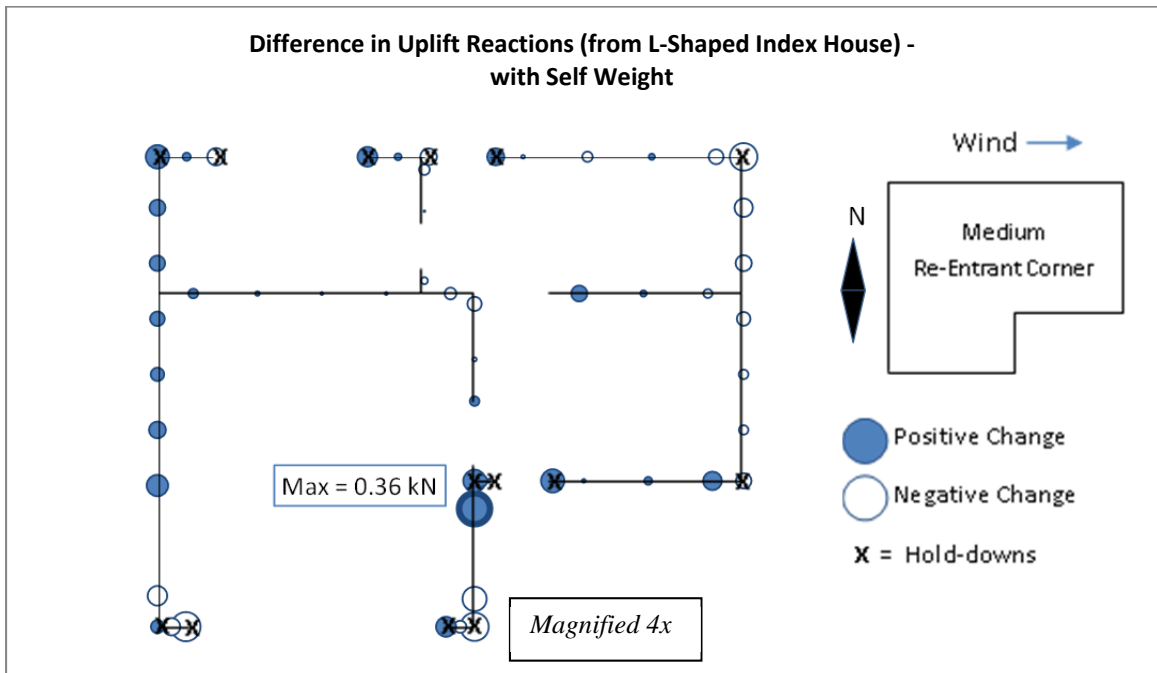 Difference in Uplift Reactions (from L-Shaped Index House) -
with Self Weight
Wind
N
Medium
Re-Entrant Corner
Max = 0.36 kN
Positive Change
Negative Change
X = Hold-downs
Magnified 4x
X
X
X
X
X
X
X
X
X
X
X
X
X
X